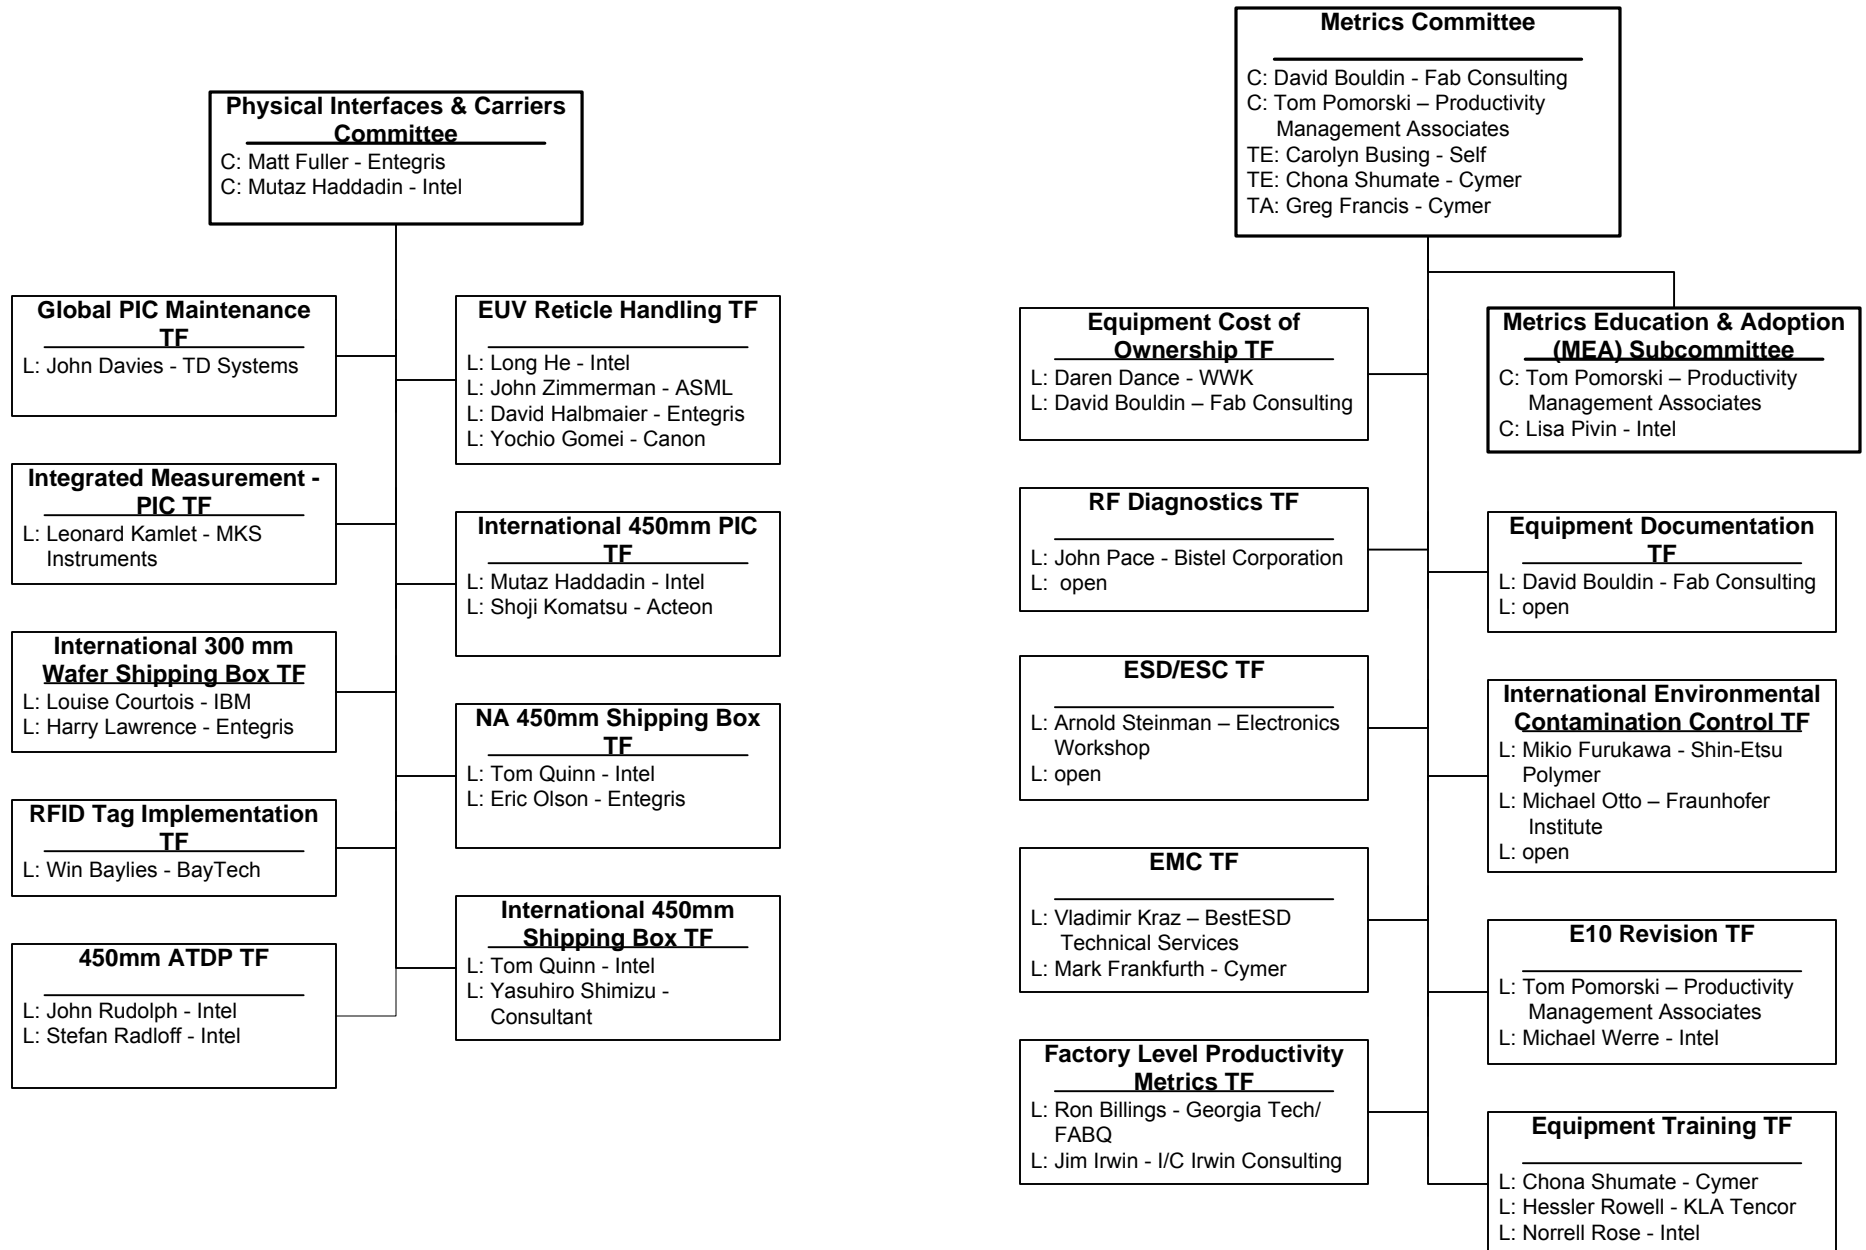 Physical Interfaces & Carriers
Committee
C: Matt Fuller - Entegris
C: Mutaz Haddadin - Intel
Global PIC Maintenance
TF
L: John Davies - TD Systems
Integrated Measurement -
PIC TF
L: Leonard Kamlet - MKS
Instruments
International 300 mm
Wafer Shipping Box TF
L: Louise Courtois - IBM
L: Harry Lawrence - Entegris
RFID Tag Implementation
TF
L: Win Baylies - BayTech
450mm ATDP TF
L: John Rudolph - Intel
L: Stefan Radloff - Intel
EUV Reticle Handling TF
L: Long He - Intel
L: John Zimmerman - ASML
L: David Halbmaier - Entegris
L: Yochio Gomei - Canon
International 450mm PIC
TF
L: Mutaz Haddadin - Intel
L: Shoji Komatsu - Acteon
NA 450mm Shipping Box
TF
L: Tom Quinn - Intel
L: Eric Olson - Entegris
International 450mm
Shipping Box TF
L: Tom Quinn - Intel
L: Yasuhiro Shimizu -
Consultant
Metrics Committee
C: David Bouldin - Fab Consulting
C: Tom Pomorski – Productivity
Management Associates
TE: Carolyn Busing - Self
TE: Chona Shumate - Cymer
TA: Greg Francis - Cymer
Equipment Cost of
Ownership TF
L: Daren Dance - WWK
L: David Bouldin – Fab Consulting
RF Diagnostics TF
L: John Pace - Bistel Corporation
L: open
ESD/ESC TF
L: Arnold Steinman – Electronics
Workshop
L: open
EMC TF
L: Vladimir Kraz – BestESD
Technical Services
L: Mark Frankfurth - Cymer
Factory Level Productivity
Metrics TF
L: Ron Billings - Georgia Tech/
FABQ
L: Jim Irwin - I/C Irwin Consulting
Metrics Education & Adoption
(MEA) Subcommittee
C: Tom Pomorski – Productivity
Management Associates
C: Lisa Pivin - Intel
Equipment Documentation
TF
L: David Bouldin - Fab Consulting
L: open
International Environmental
Contamination Control TF
L: Mikio Furukawa - Shin-Etsu
Polymer
L: Michael Otto – Fraunhofer
Institute
L: open
E10 Revision TF
L: Tom Pomorski – Productivity
Management Associates
L: Michael Werre - Intel
Equipment Training TF
L: Chona Shumate - Cymer
L: Hessler Rowell - KLA Tencor
L: Norrell Rose - Intel